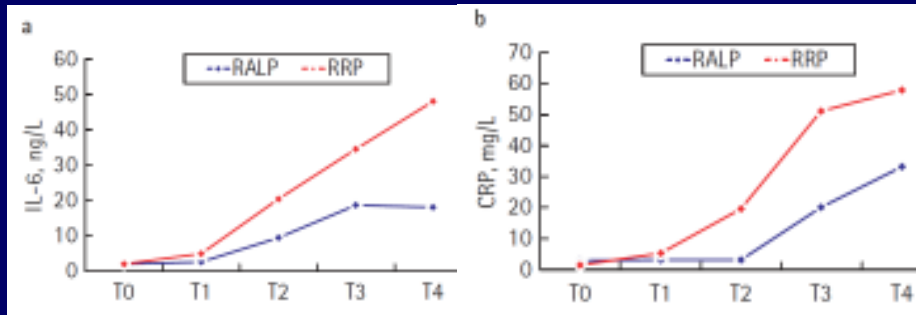 a
RALP RRP
IL-6, ng/L
60
50
40
30
20
10
0
T0 T1 T2 T3 T4
b
RALP RRP
CRP, mg/L
70
60
50
40
30
20
10
0
T0 T1 T2 T3 T4